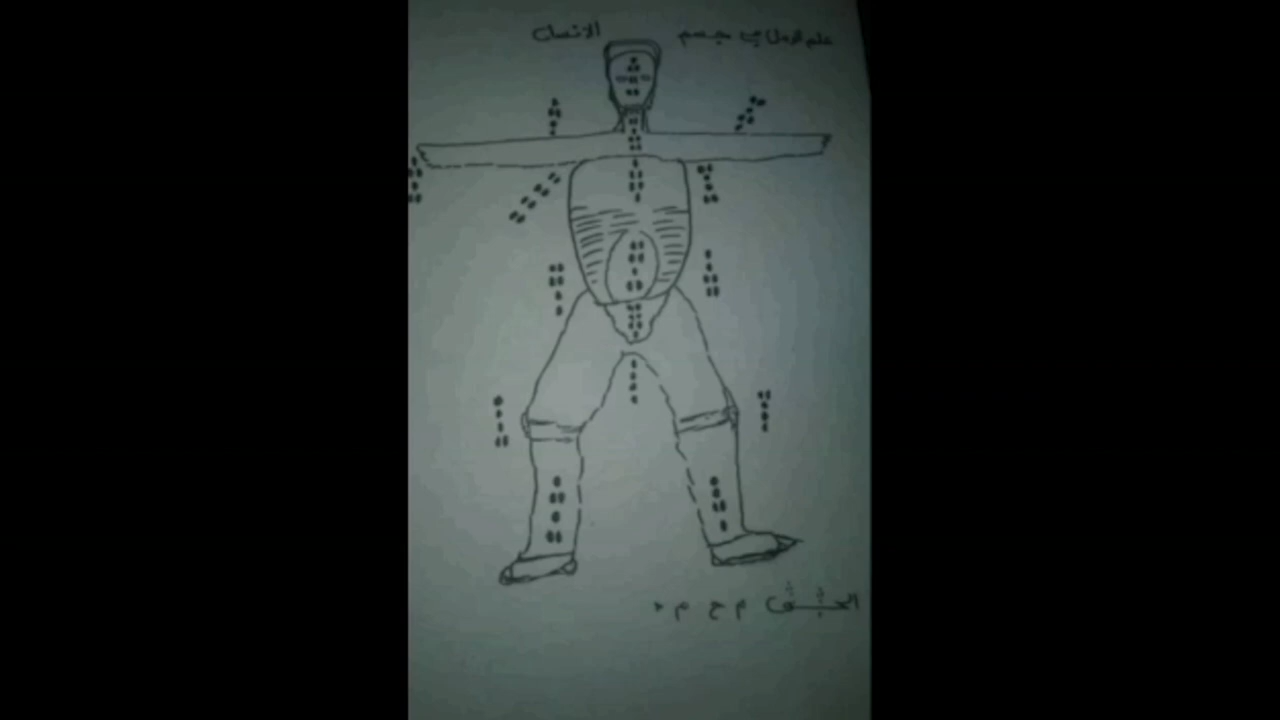 علم الرمل في جسم الانسان
م ح م د